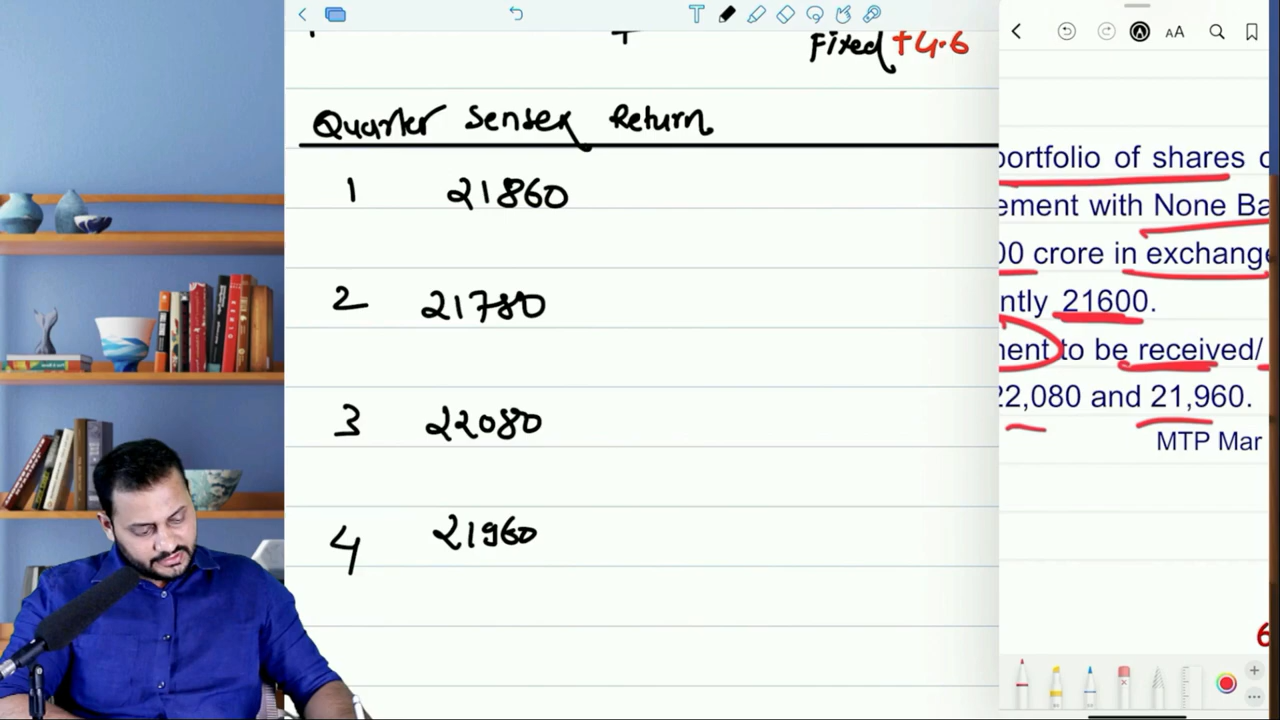 Fixed +4.6
Quarter Sensex Return
1 21860
2 21780
3 22080
4 21960
AA
portfolio of shares
ement with None Ba
00 crore in exchange
ntly 21600.
nent to be received/
22,080 and 21,960.
MTP Mar
6